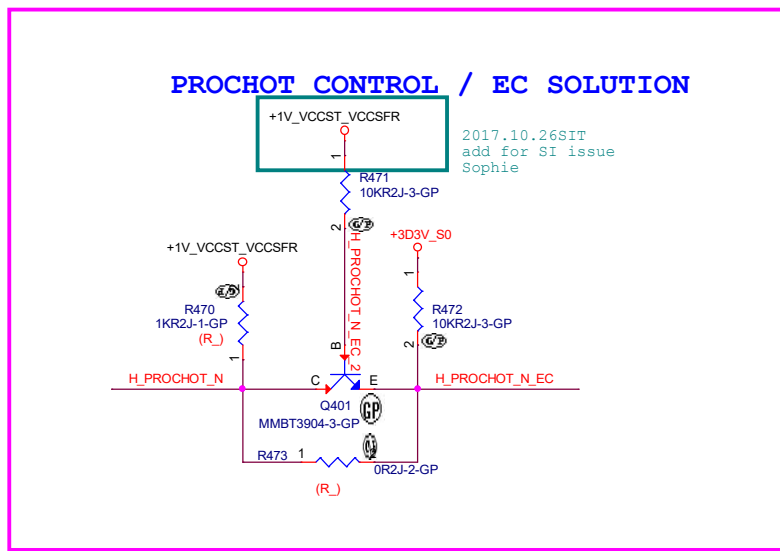 PROCHOT CONTROL / EC SOLUTION
+1V_VCCST_VCCSFR
2017.10.26SIT
add for SI issue
Sophie
1
R471
10KR2J-3-GP
2
G/P
H_PROCHOT_N_EC_2
+3D3V_S0
+1V_VCCST_VCCSFR
1
R472
10KR2J-3-GP
2
G/P
R470
1KR2J-1-GP
(R_)
1
B
H_PROCHOT_N
C
E
H_PROCHOT_N_EC
Q401
GP
MMBT3904-3-GP
R473
1
0R2J-2-GP
(R_)